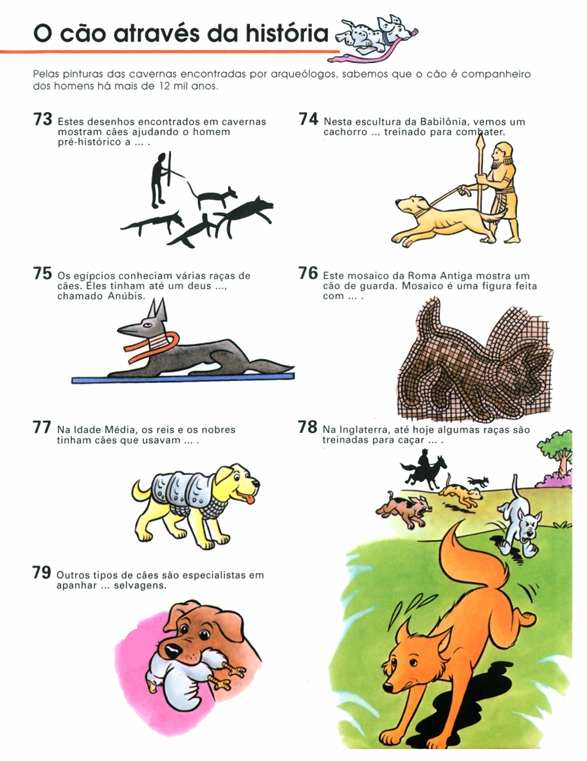 O cão através da história
Pelas pinturas das cavernas encontradas por arqueólogos, sabemos que o cão é companheiro
dos homens há mais de 12 mil anos.
73 Estes desenhos encontrados em cavernas
mostram cães ajudando o homem
pré-histórico a ... .
74 Nesta escultura da Babilônia, vemos um
cachorro ... treinado para combater.
75 Os egípcios conheciam várias raças de
cães. Eles tinham até um deus ...,
chamado Anúbis.
76 Este mosaico da Roma Antiga mostra um
cão de guarda. Mosaico é uma figura feita
com ... .
77 Na Idade Média, os reis e os nobres
tinham cães que usavam ... .
78 Na Inglaterra, até hoje algumas raças são
treinadas para caçar ... .
79 Outros tipos de cães são especialistas em
apanhar ... selvagens.